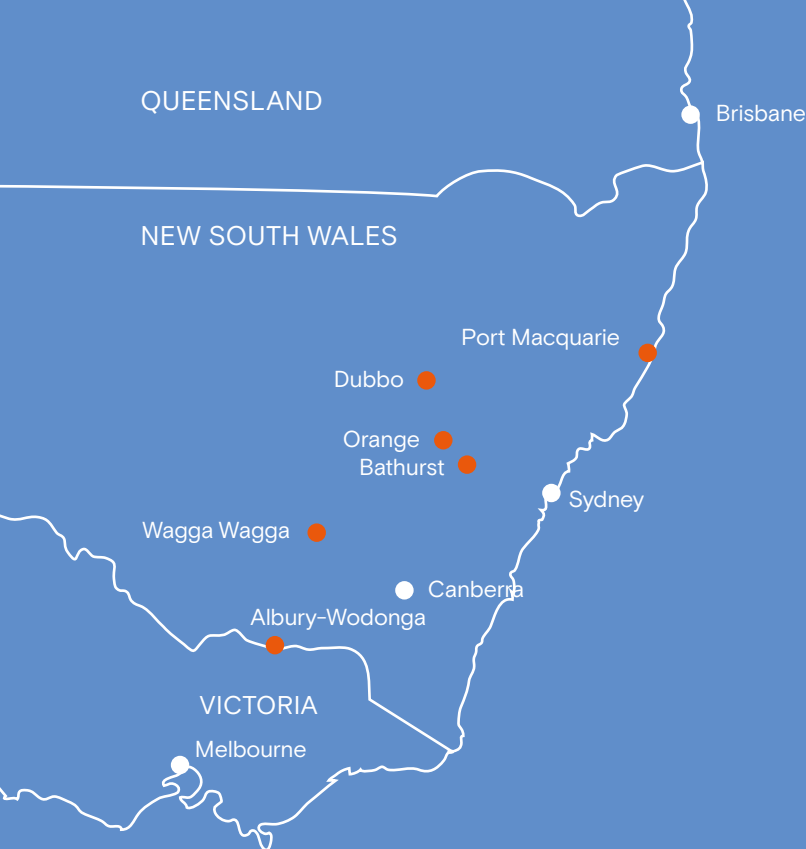 QUEENSLAND
Brisbane
NEW SOUTH WALES
Port Macquarie
Dubbo
Orange
Bathurst
Sydney
Wagga Wagga
Canberra
Albury-Wodonga
VICTORIA
Melbourne